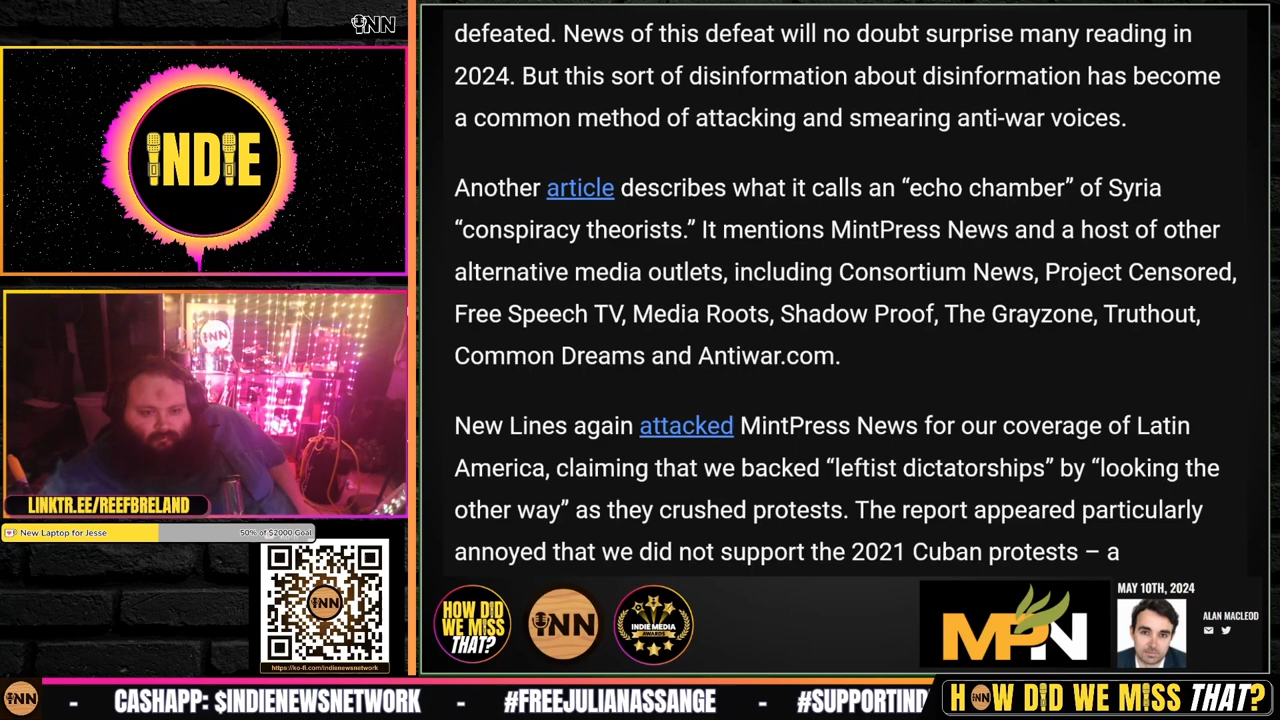 INN
INDIE
INN
LINKTR.EE/REEFBRELAND
New Laptop for Jesse
50% of $2000 Goal
INN
https://ko-fi.com/indienewsnetwork
defeated. News of this defeat will no doubt surprise many reading in
2024. But this sort of disinformation about disinformation has become
a common method of attacking and smearing anti-war voices.
Another article describes what it calls an “echo chamber” of Syria
“conspiracy theorists.” It mentions MintPress News and a host of other
alternative media outlets, including Consortium News, Project Censored,
Free Speech TV, Media Roots, Shadow Proof, The Grayzone, Truthout,
Common Dreams and Antiwar.com.
New Lines again attacked MintPress News for our coverage of Latin
America, claiming that we backed “leftist dictatorships” by “looking the
other way” as they crushed protests. The report appeared particularly
annoyed that we did not support the 2021 Cuban protests – a
HOW DID
WE MISS
THAT?
INN
INDIE MEDIA
AWARDS
MPN
MAY 10TH, 2024
ALAN MACLEOD
INN
- CASHAPP: $INDIENEWSNETWORK - #FREEJULIANASSANGE - #SUPPORTIND
HOW DID WE MISS THAT?